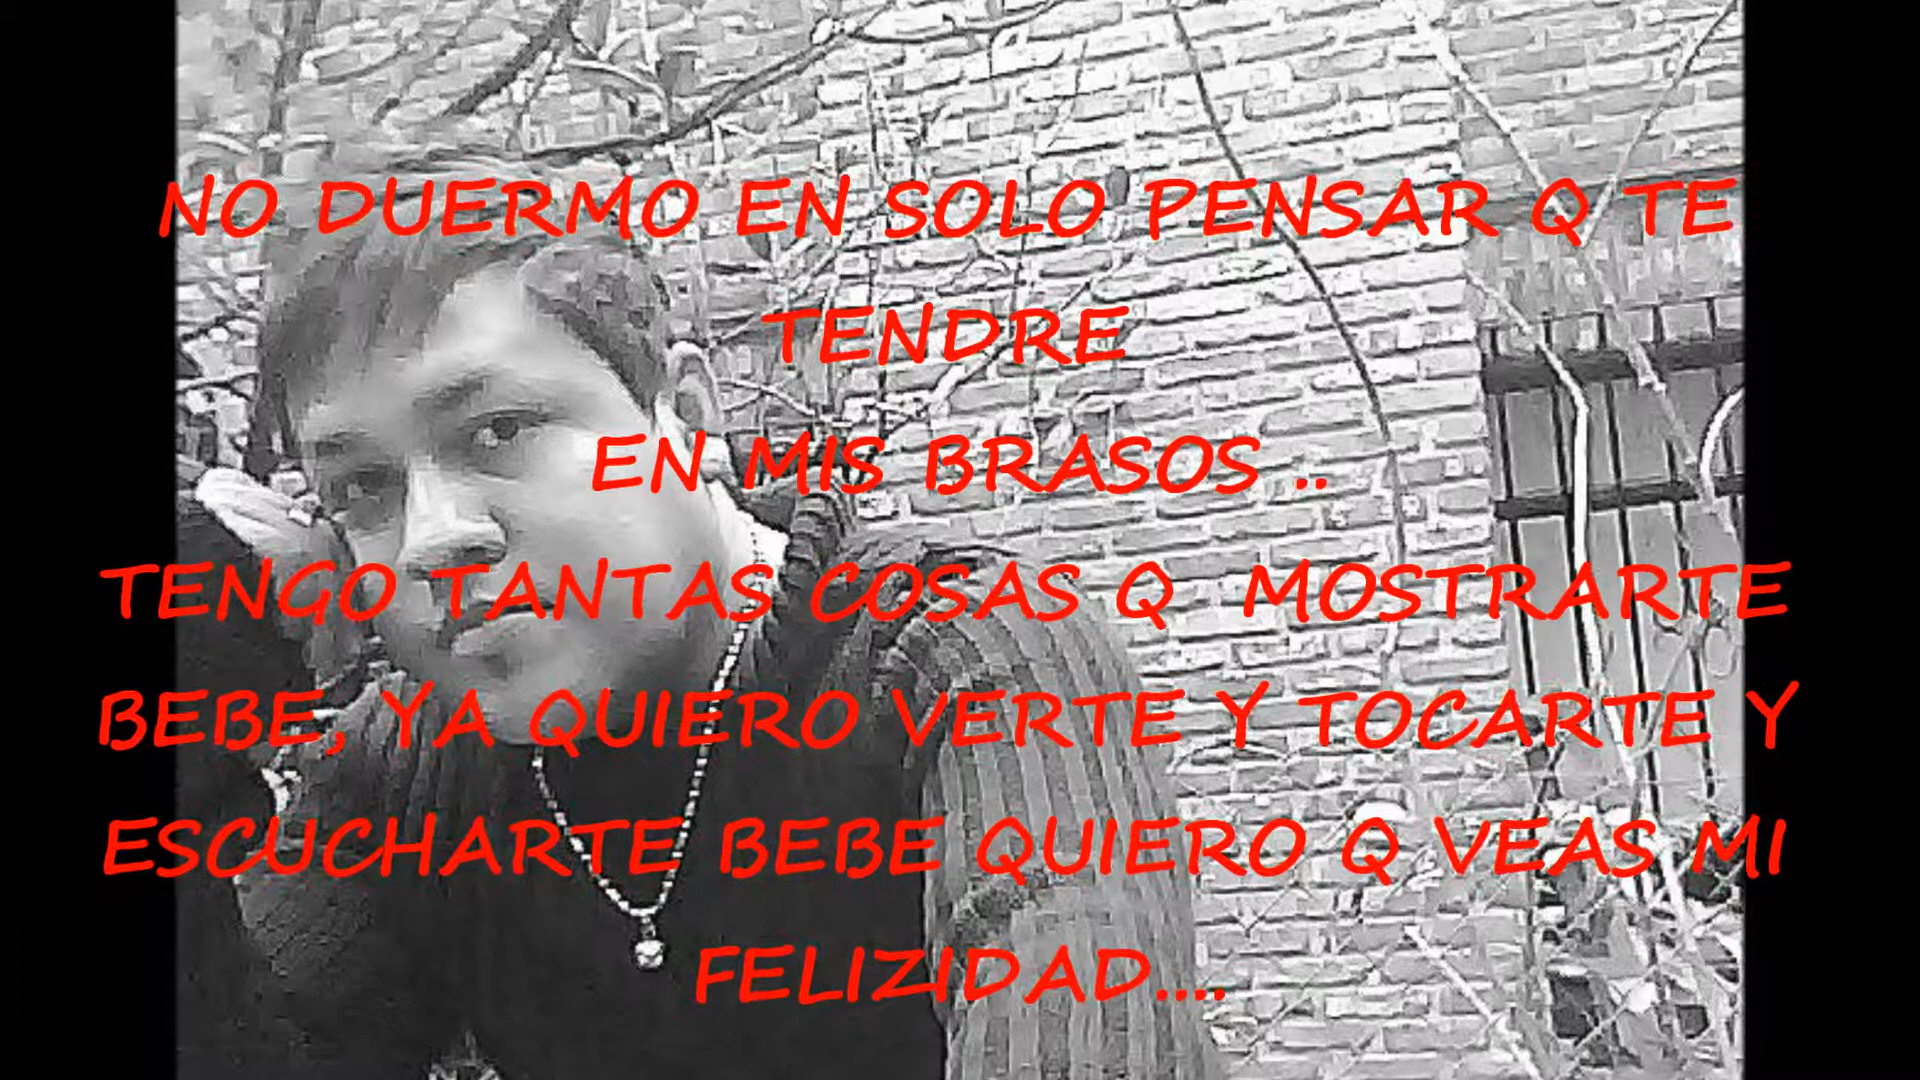 NO DUERMO EN SOLO PENSAR Q TE
TENDRE
EN MIS BRASOS ..
TENGO TANTAS COSAS Q MOSTRARTE
BEBE, YA QUIERO VERTE Y TOCARTE Y
ESCUCHARTE BEBE QUIERO Q VEAS MI
FELIZIDAD....